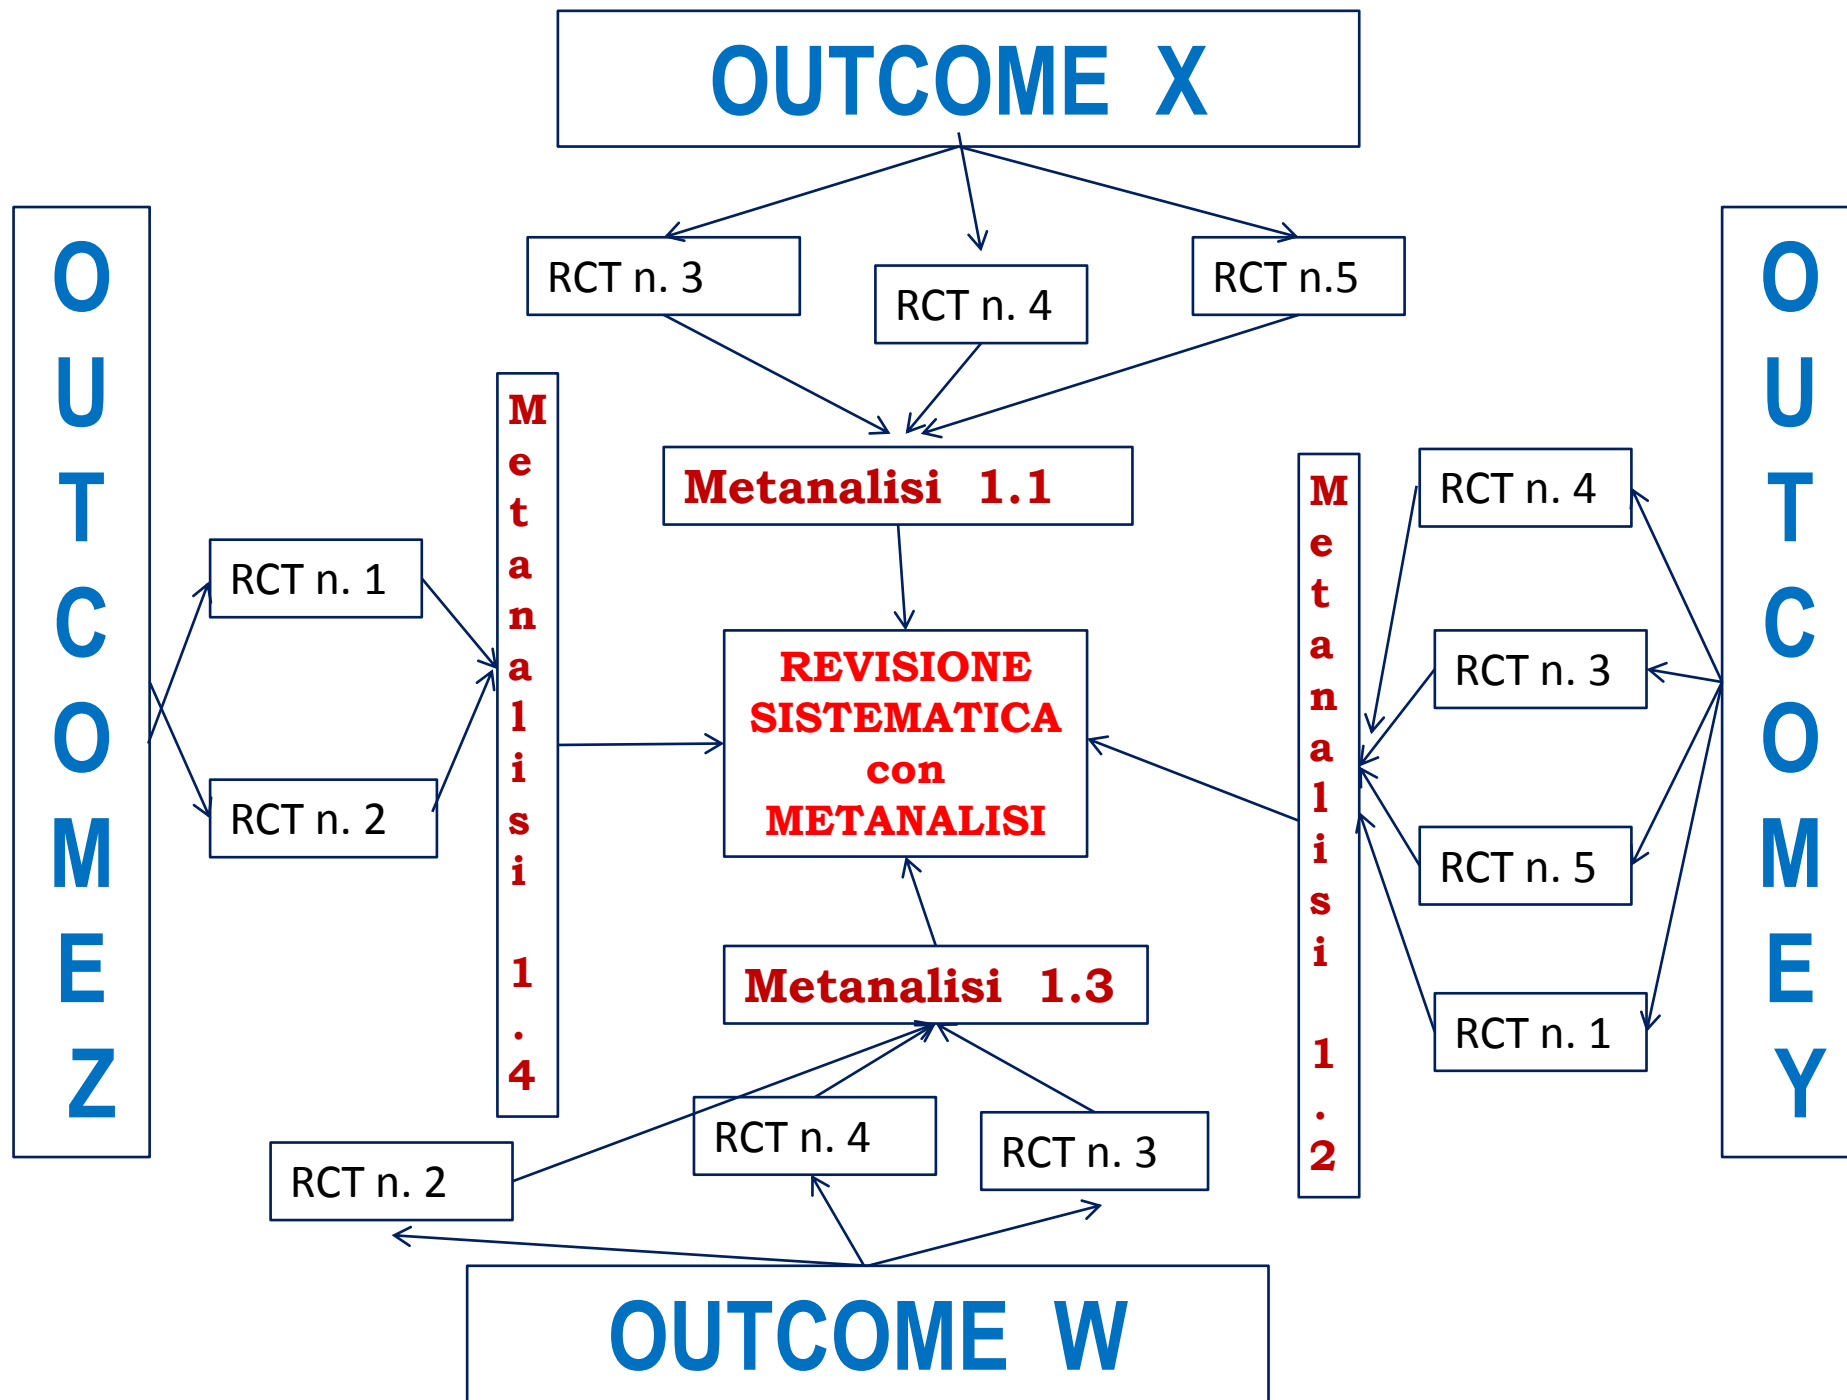 OUTCOME X
RCT n. 3
RCT n. 4
RCT n.5
Metanalisi 1.1
OUTCOME Z
RCT n. 1
RCT n. 2
Metanalisi 1.4
REVISIONE
SISTEMATICA
con
METANALISI
Metanalisi 1.2
RCT n. 4
RCT n. 3
RCT n. 5
RCT n. 1
OUTCOME Y
Metanalisi 1.3
RCT n. 2
RCT n. 4
RCT n. 3
OUTCOME W